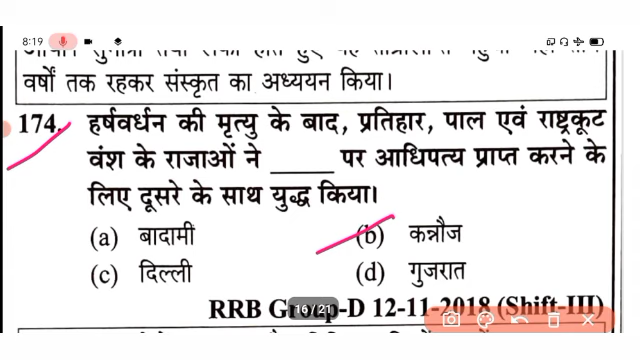 8:19
वर्षों तक रहकर संस्कृत का अध्ययन किया।
174. हर्षवर्धन की मृत्यु के बाद, प्रतिहार, पाल एवं राष्ट्रकूट
वंश के राजाओं ने _____ पर आधिपत्य प्राप्त करने के
लिए दूसरे के साथ युद्ध किया।
(a) बादामी (b) कन्नौज
(c) दिल्ली (d) गुजरात
RRB Group-D 12-11-2018 (Shift-III)
16 / 21